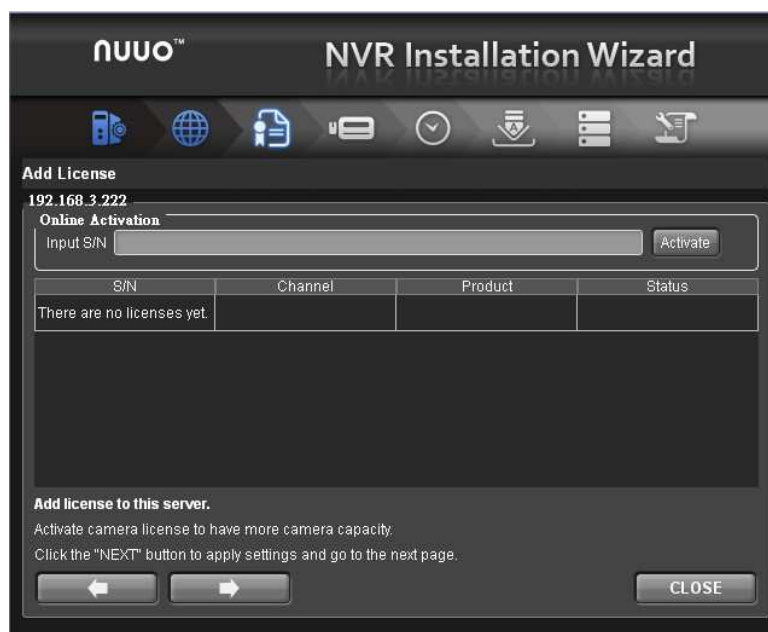 nuuo™
NVR Installation Wizard
Add License
192.168.3.222
Online Activation
Input S/N
Activate
S/N Channel Product Status
There are no licenses yet.
Add license to this server.
Activate camera license to have more camera capacity.
Click the "NEXT" button to apply settings and go to the next page.
CLOSE